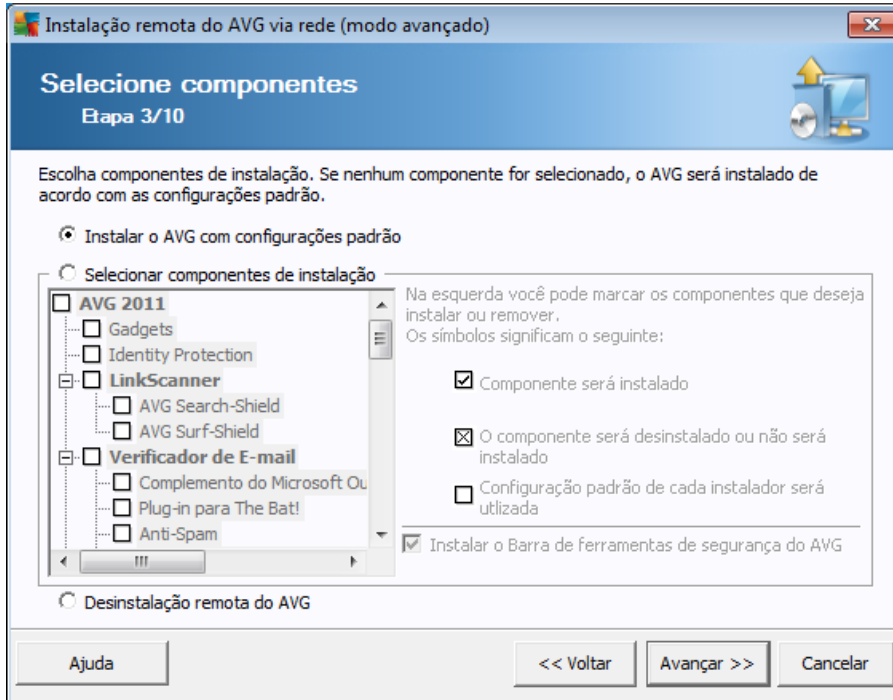 Instalação remota do AVG via rede (modo avançado)
Selecione componentes
Etapa 3/10
Escolha componentes de instalação. Se nenhum componente for selecionado, o AVG será instalado de
acordo com as configurações padrão.
Instalar o AVG com configurações padrão
Selecionar componentes de instalação
AVG 2011
Gadgets
Identity Protection
LinkScanner
AVG Search-Shield
AVG Surf-Shield
Verificador de E-mail
Complemento do Microsoft Ou
Plug-in para The Bat!
Anti-Spam
Na esquerda você pode marcar os componentes que deseja
instalar ou remover.
Os símbolos significam o seguinte:
Componente será instalado
O componente será desinstalado ou não será
instalado
Configuração padrão de cada instalador será
utlizada
Instalar o Barra de ferramentas de segurança do AVG
Desinstalação remota do AVG
Ajuda
<< Voltar
Avançar >>
Cancelar